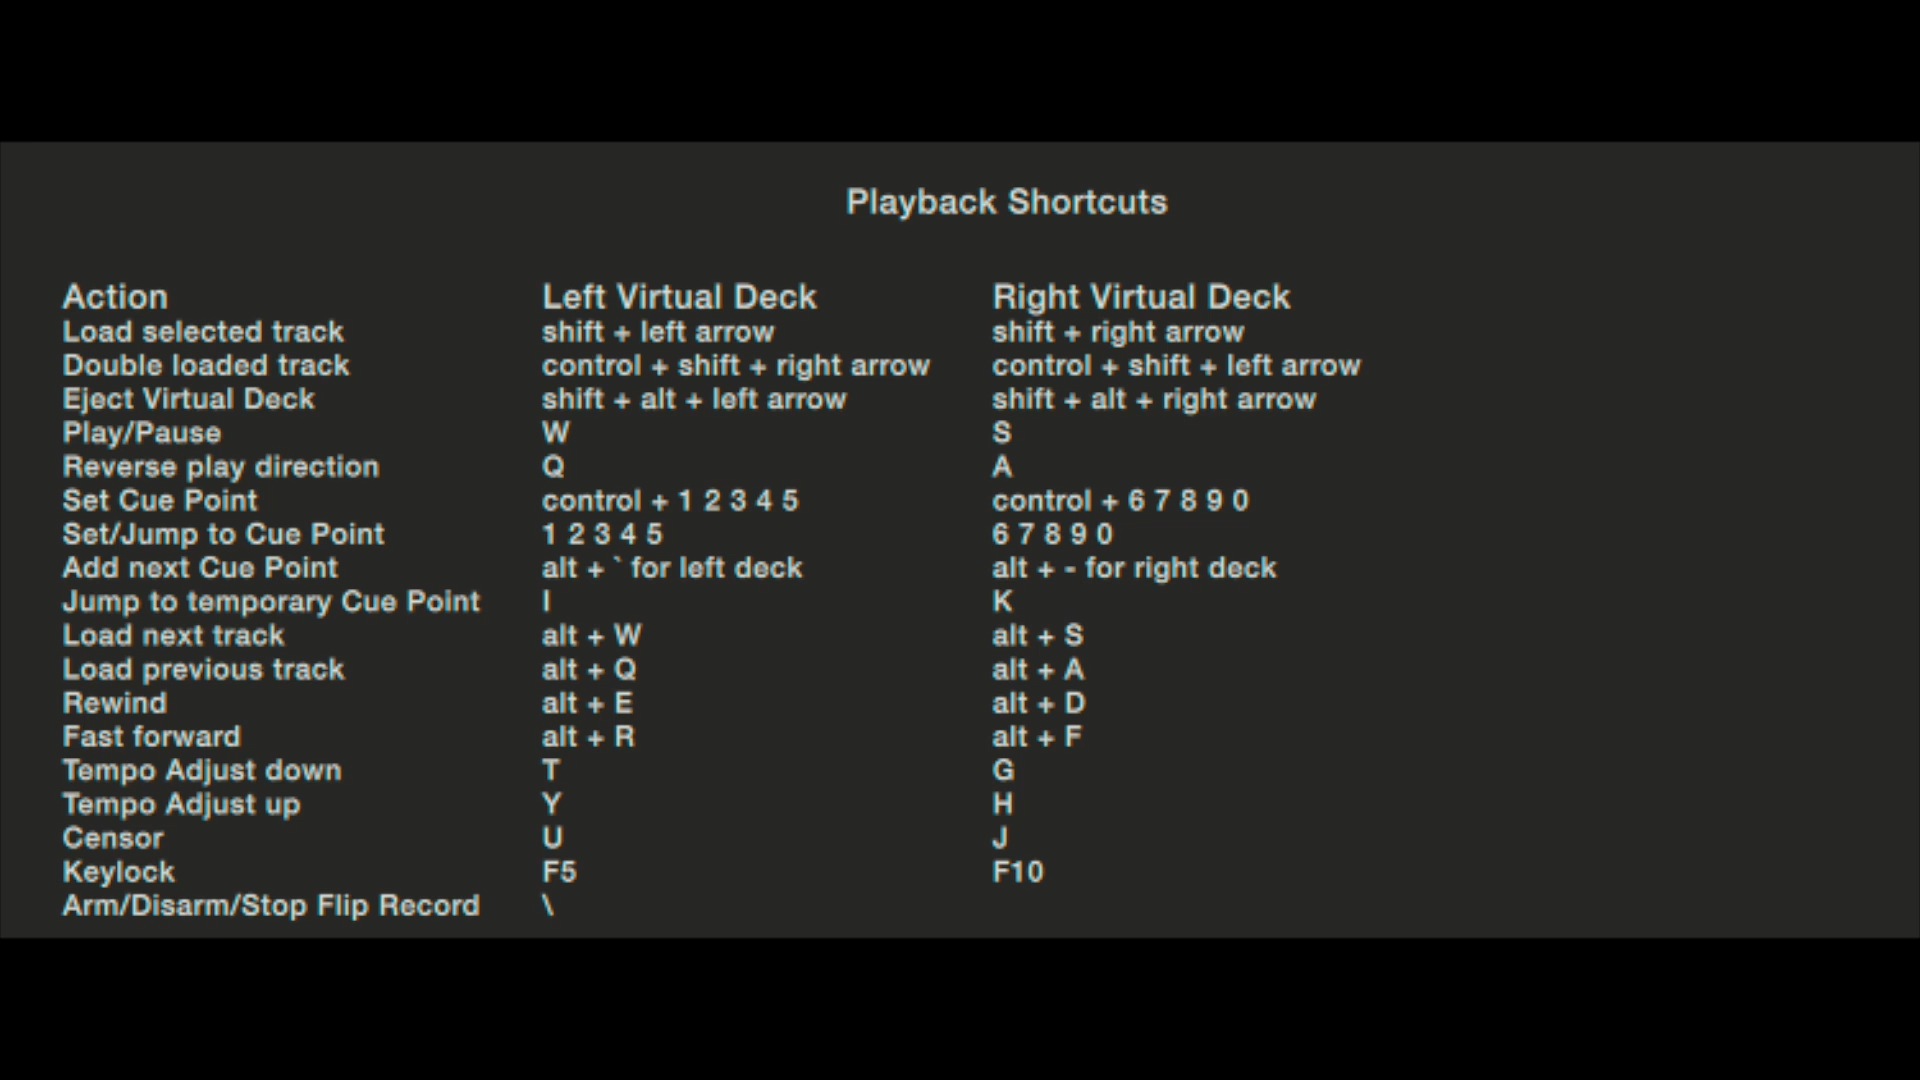 Playback Shortcuts
Action Left Virtual Deck Right Virtual Deck
Load selected track shift + left arrow shift + right arrow
Double loaded track control + shift + right arrow control + shift + left arrow
Eject Virtual Deck shift + alt + left arrow shift + alt + right arrow
Play/Pause W S
Reverse play direction Q A
Set Cue Point control + 1 2 3 4 5 control + 6 7 8 9 0
Set/Jump to Cue Point 1 2 3 4 5 6 7 8 9 0
Add next Cue Point alt + ` for left deck alt + - for right deck
Jump to temporary Cue Point I K
Load next track alt + W alt + S
Load previous track alt + Q alt + A
Rewind alt + E alt + D
Fast forward alt + R alt + F
Tempo Adjust down T G
Tempo Adjust up Y H
Censor U J
Keylock F5 F10
Arm/Disarm/Stop Flip Record \